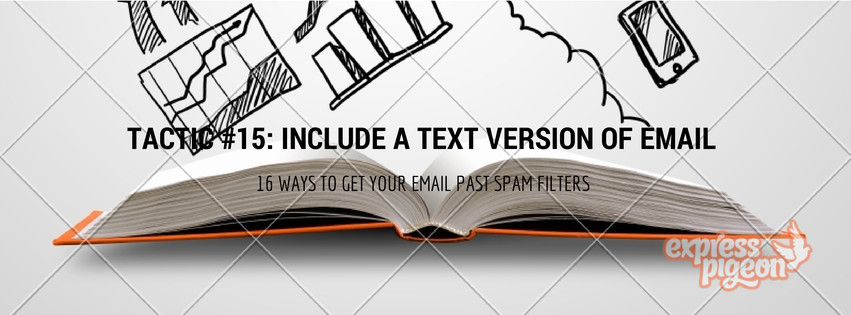 TACTIC #15: INCLUDE A TEXT VERSION OF EMAIL
16 WAYS TO GET YOUR EMAIL PAST SPAM FILTERS
express
pigeon